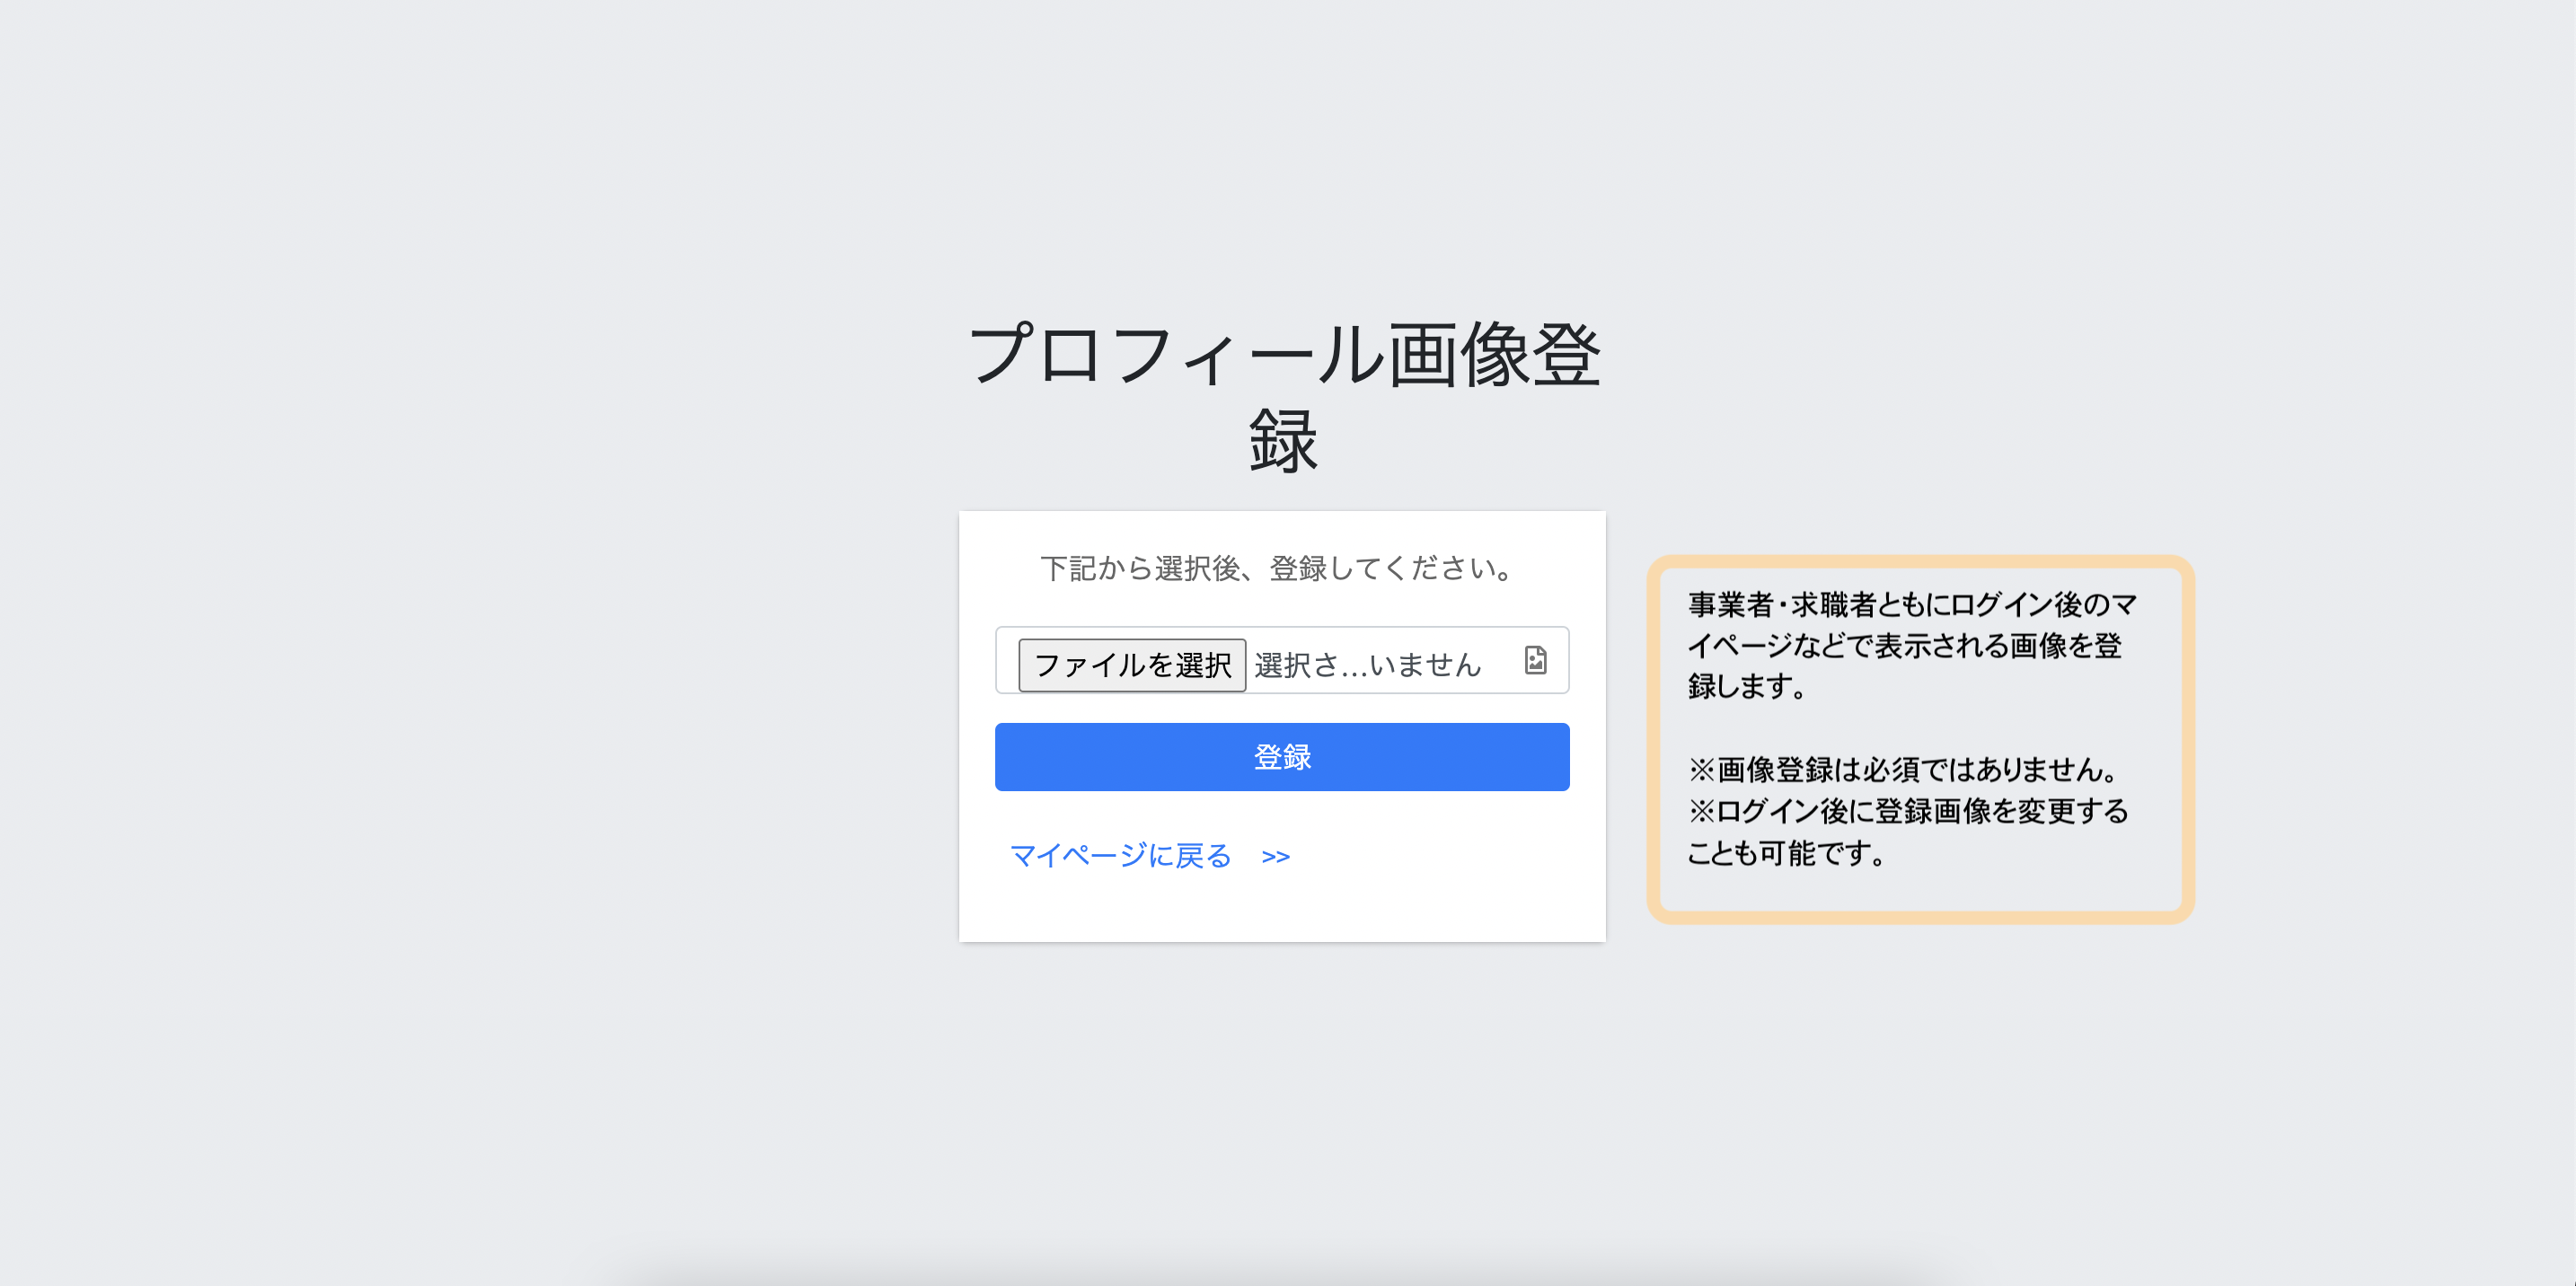 プロフィール画像登
録
下記から選択後、登録してください。
ファイルを選択 選択さ...いません
登録
マイページに戻る >>
事業者・求職者ともにログイン後のマ
イページなどで表示される画像を登
録します。
※画像登録は必須ではありません。
※ログイン後に登録画像を変更する
ことも可能です。